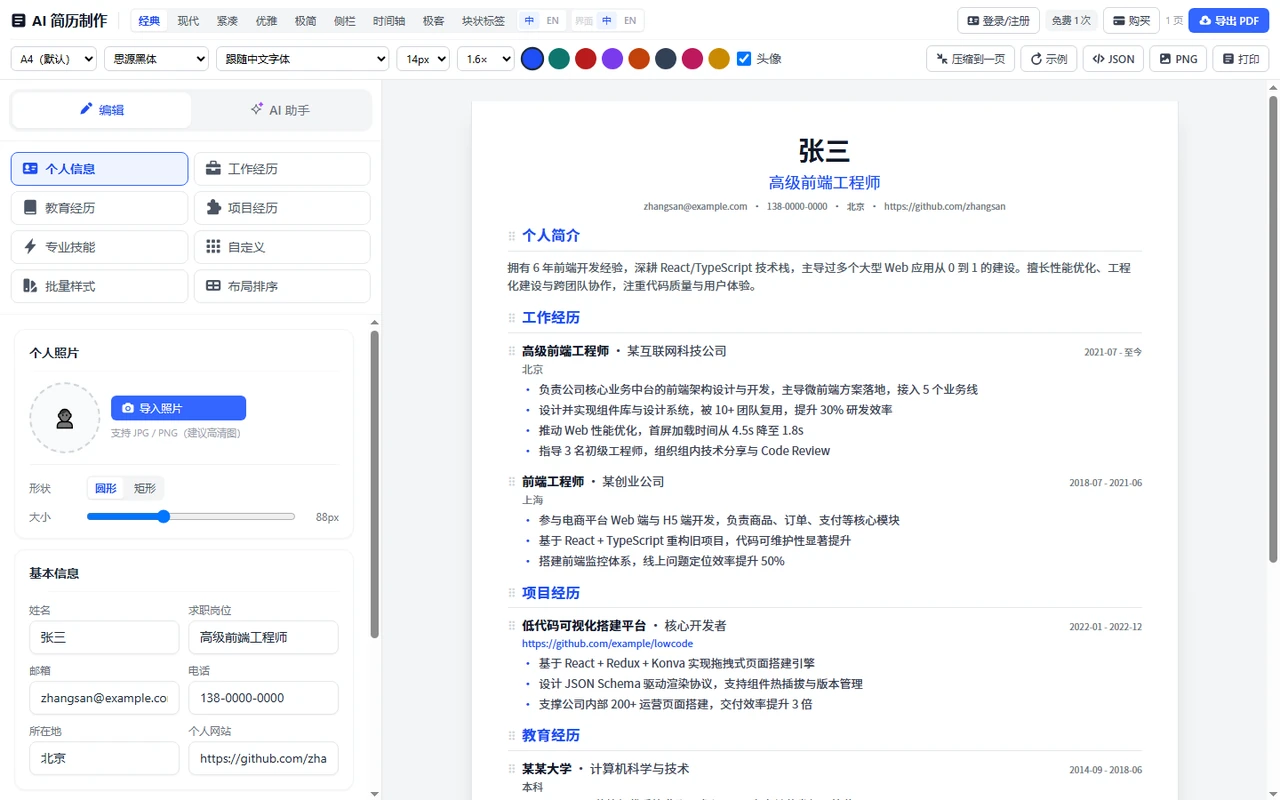 AI 简历制作
经典 现代 紧凑 优雅 极简 侧栏 时间轴 极客 块状标签 中 EN 界面 中 EN
登录/注册 免费 1 次 购买 1 页 导出 PDF
A4（默认） 思源黑体 跟随中文字体 14px 1.6× 头像
压缩到一页 示例 JSON PNG 打印
编辑 AI 助手
个人信息 工作经历
教育经历 项目经历
专业技能 自定义
批量样式 布局排序
个人照片
导入照片
支持 JPG / PNG（建议高清图）
形状 圆形 矩形
大小 88px
基本信息
姓名 求职岗位
张三 高级前端工程师
邮箱 电话
zhangsan@example.co 138-0000-0000
所在地 个人网站
北京 https://github.com/zha
张三
高级前端工程师
zhangsan@example.com • 138-0000-0000 • 北京 • https://github.com/zhangsan
个人简介
拥有 6 年前端开发经验，深耕 React/TypeScript 技术栈，主导过多个大型 Web 应用从 0 到 1 的建设。擅长性能优化、工程
化建设与跨团队协作，注重代码质量与用户体验。
工作经历
高级前端工程师 • 某互联网科技公司 2021-07 - 至今
北京
• 负责公司核心业务中台的前端架构设计与开发，主导微前端方案落地，接入 5 个业务线
• 设计并实现组件库与设计系统，被 10+ 团队复用，提升 30% 研发效率
• 推动 Web 性能优化，首屏加载时间从 4.5s 降至 1.8s
• 指导 3 名初级工程师，组织组内技术分享与 Code Review
前端工程师 • 某创业公司 2018-07 - 2021-06
上海
• 参与电商平台 Web 端与 H5 端开发，负责商品、订单、支付等核心模块
• 基于 React + TypeScript 重构旧项目，代码可维护性显著提升
• 搭建前端监控体系，线上问题定位效率提升 50%
项目经历
低代码可视化搭建平台 • 核心开发者 2022-01 - 2022-12
https://github.com/example/lowcode
• 基于 React + Redux + Konva 实现拖拽式页面搭建引擎
• 设计 JSON Schema 驱动渲染协议，支持组件热插拔与版本管理
• 支撑公司内部 200+ 运营页面搭建，交付效率提升 3 倍
教育经历
某某大学 • 计算机科学与技术 2014-09 - 2018-06
本科